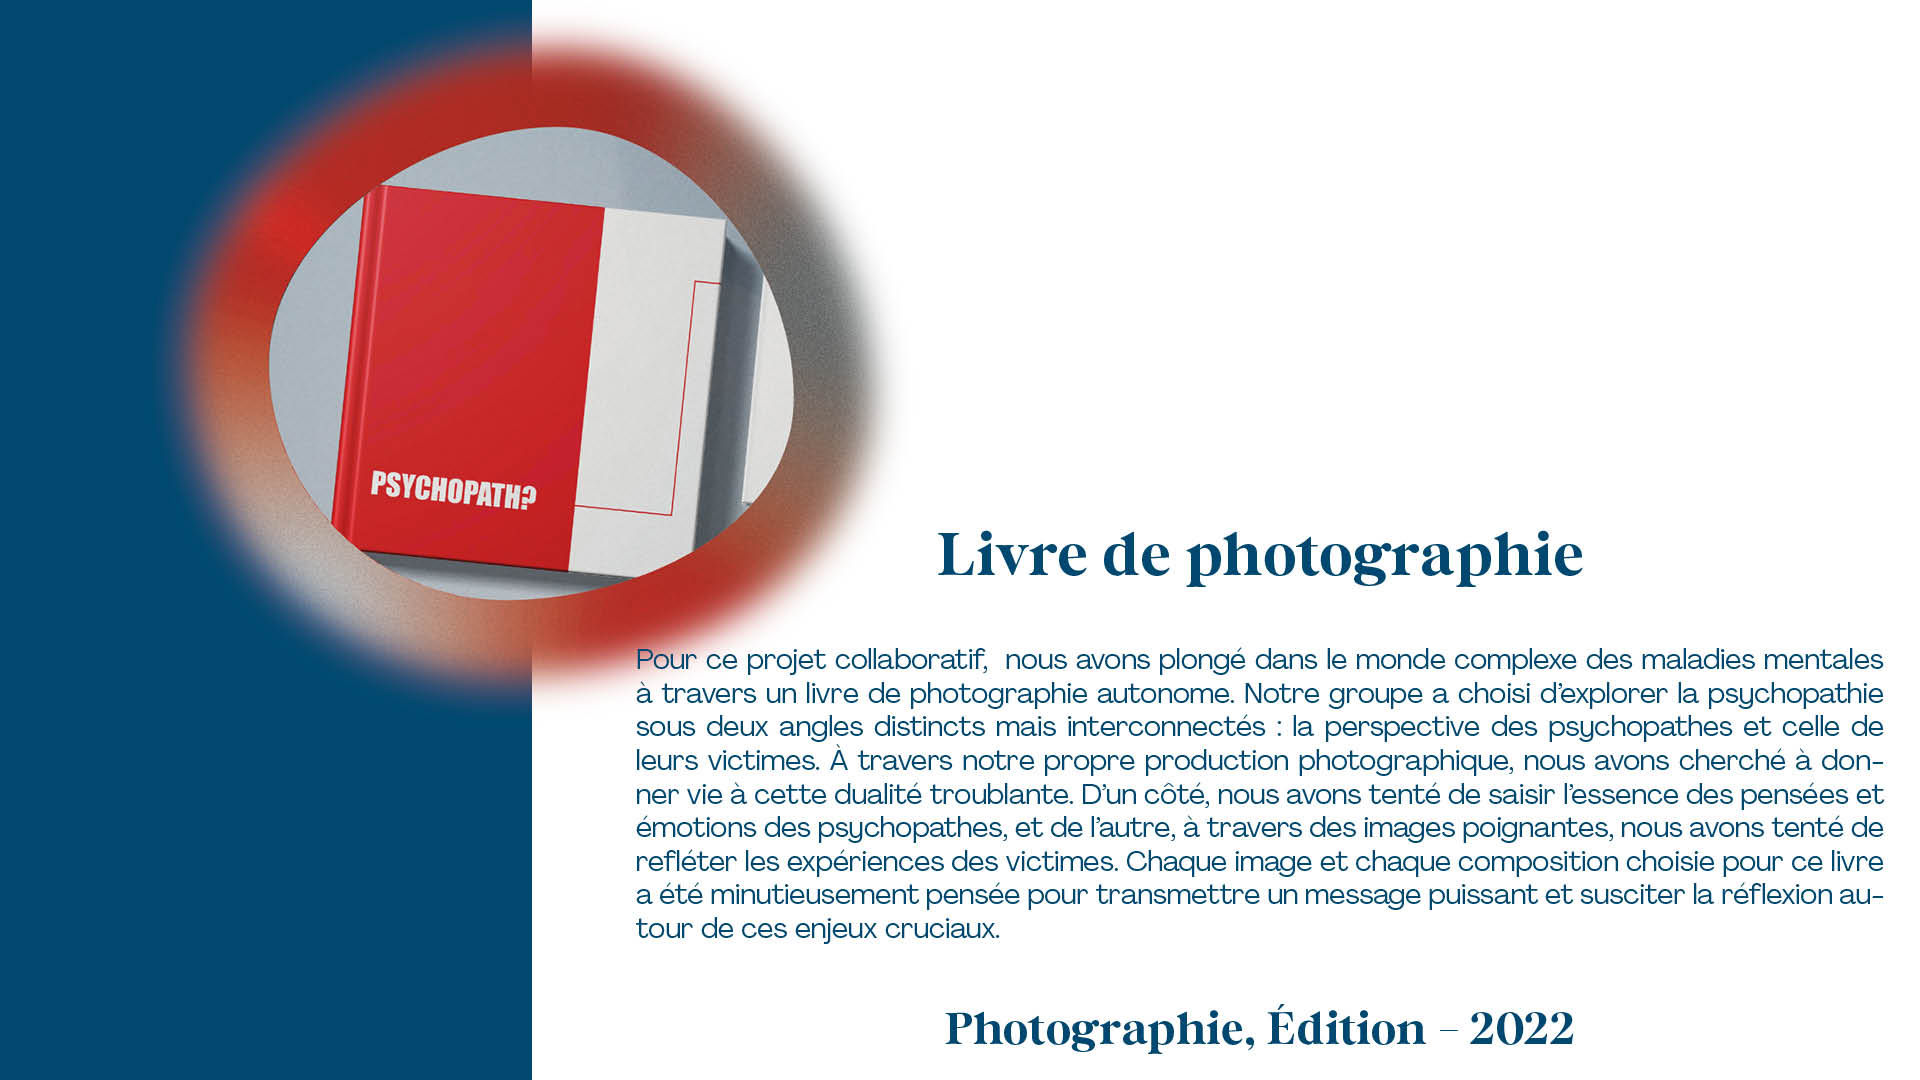 PSYCHOPATH?
Livre de photographie
Pour ce projet collaboratif,  nous avons plongé dans le monde complexe des maladies mentales
à travers un livre de photographie autonome. Notre groupe a choisi d’explorer la psychopathie
sous deux angles distincts mais interconnectés : la perspective des psychopathes et celle de
leurs victimes. À travers notre propre production photographique, nous avons cherché à don-
ner vie à cette dualité troublante. D’un côté, nous avons tenté de saisir l’essence des pensées et
émotions des psychopathes, et de l’autre, à travers des images poignantes, nous avons tenté de
refléter les expériences des victimes. Chaque image et chaque composition choisie pour ce livre
a été minutieusement pensée pour transmettre un message puissant et susciter la réflexion au-
tour de ces enjeux cruciaux.
Photographie, Édition – 2022